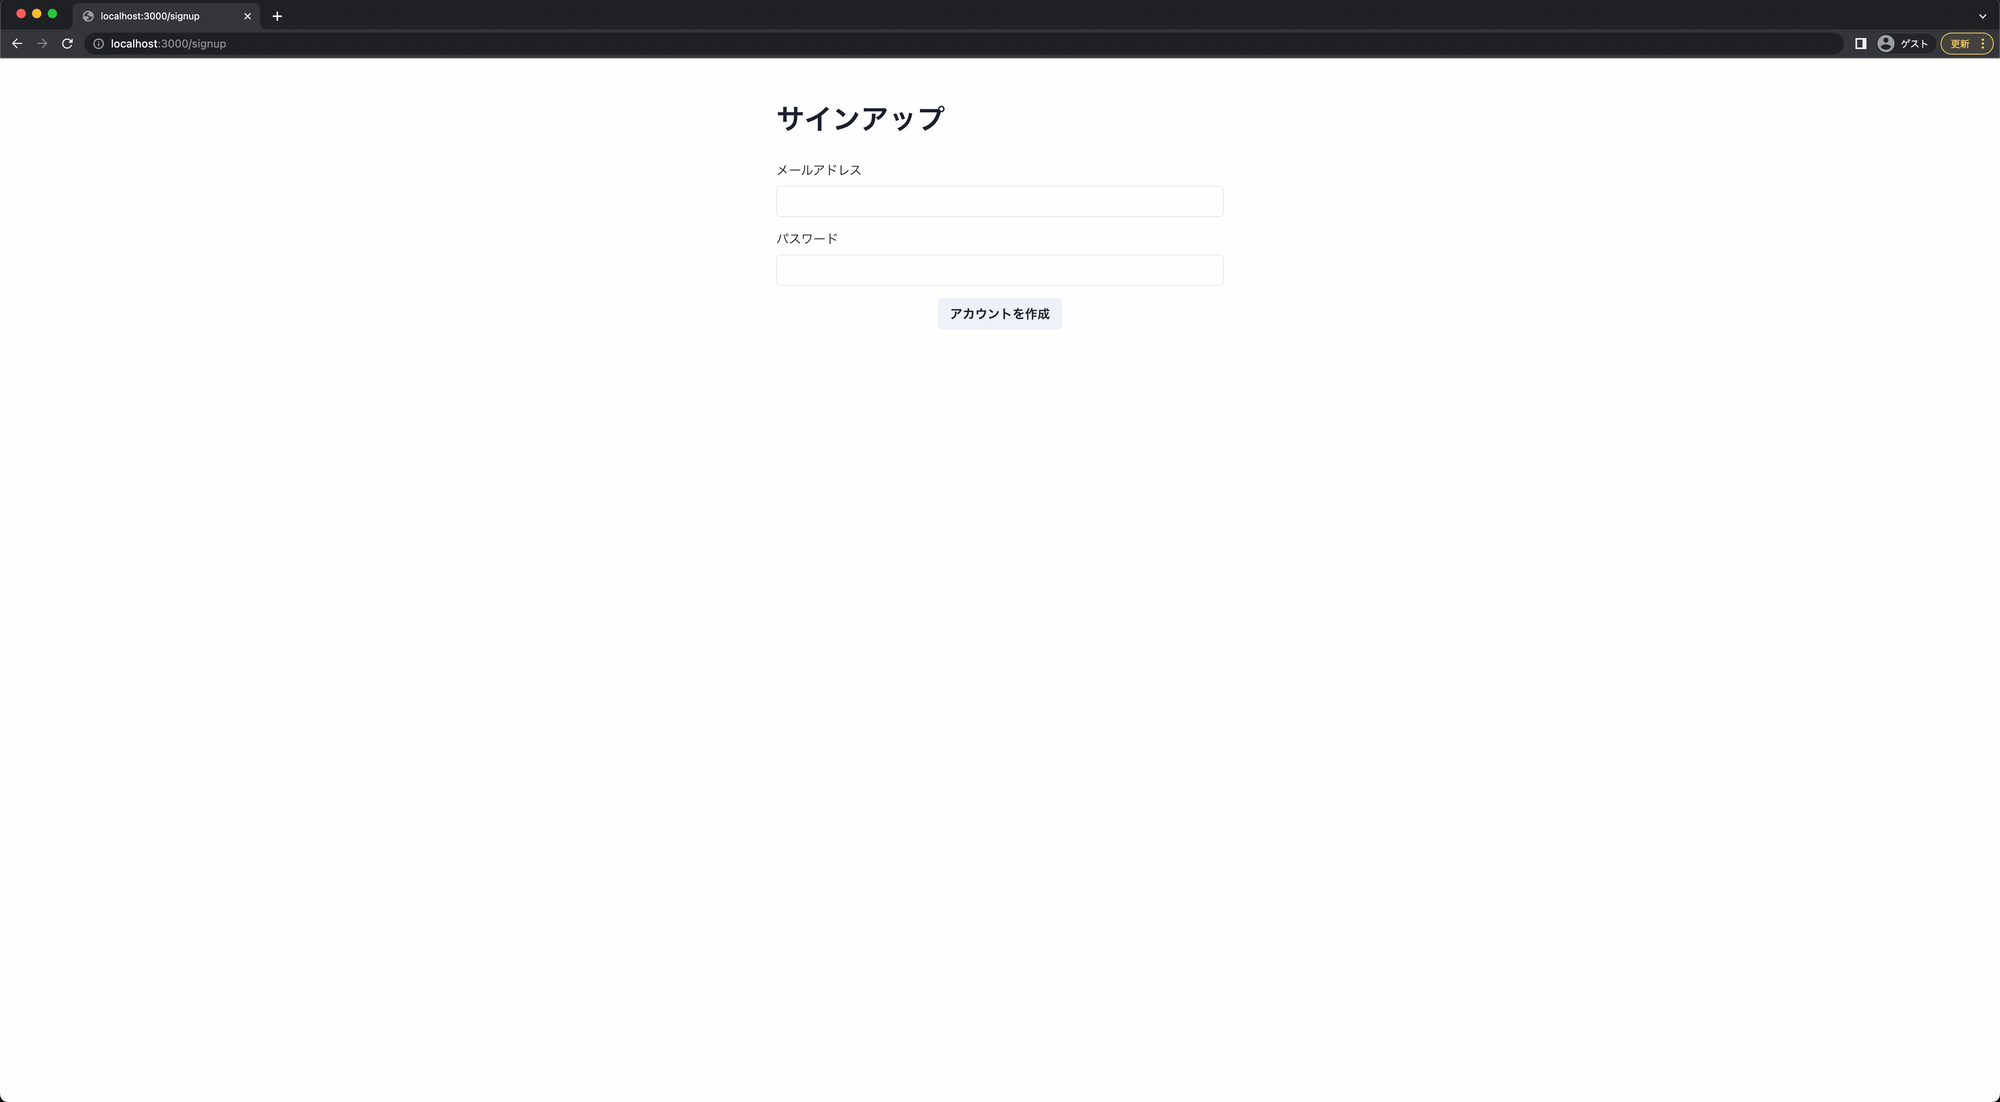 localhost:3000/signup
localhost:3000/signup
ゲスト
更新
サインアップ
メールアドレス
パスワード
アカウントを作成